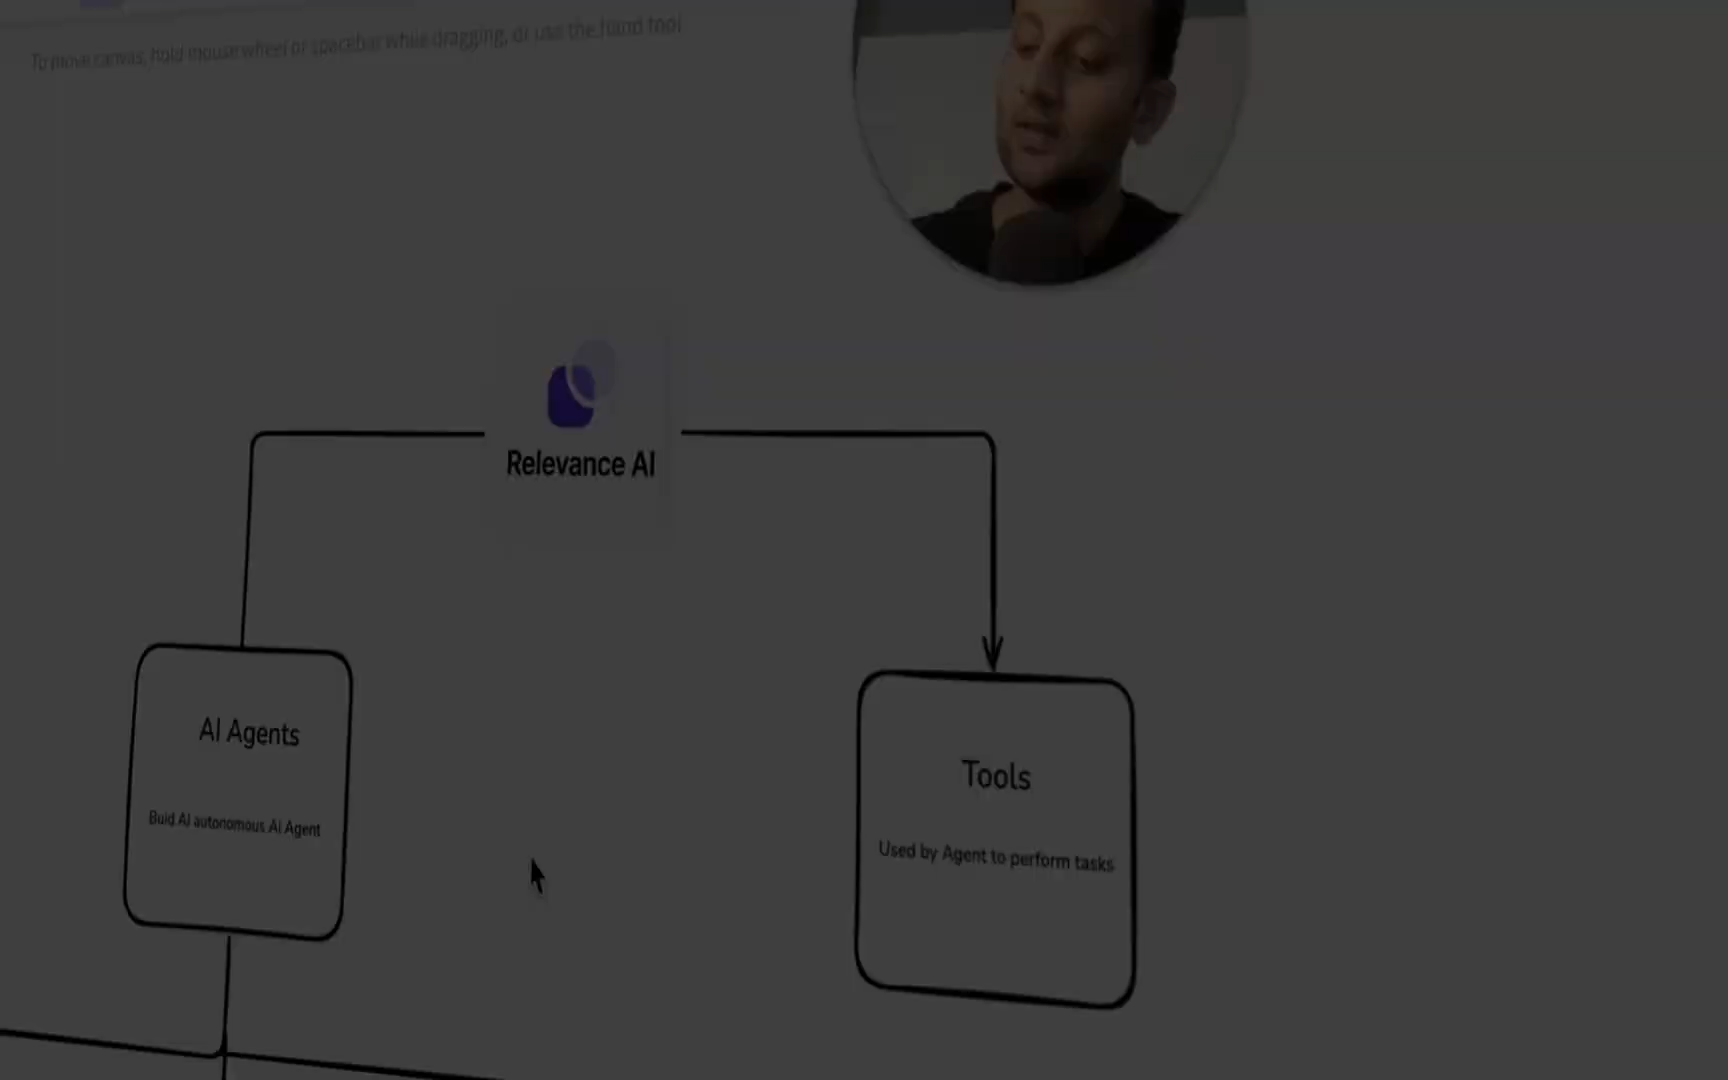 To move canvas, hold mouse wheel or spacebar while dragging, or use the hand tool
Relevance AI
AI Agents
Buid AI autonomous AI Agent
Tools
Used by Agent to perform tasks